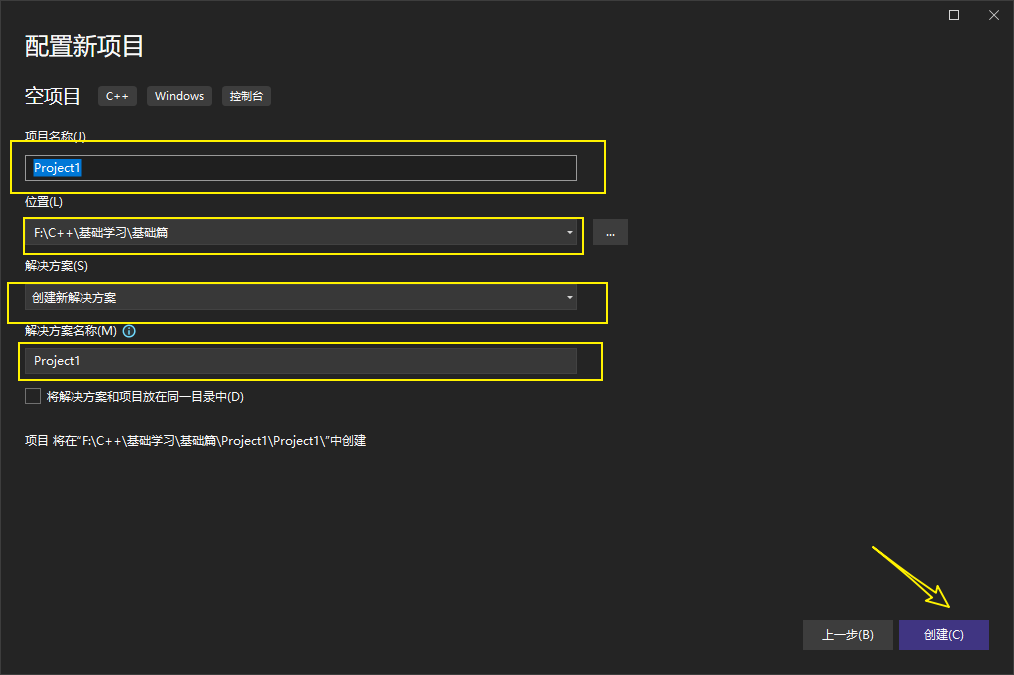 配置新项目
空项目 C++ Windows 控制台
项目名称(J)
Project1
位置(L)
F:\C++\基础学习\基础篇 ...
解决方案(S)
创建新解决方案
解决方案名称(M)
Project1
将解决方案和项目放在同一目录中(D)
项目 将在“F:\C++\基础学习\基础篇\Project1\Project1\”中创建
上一步(B) 创建(C)